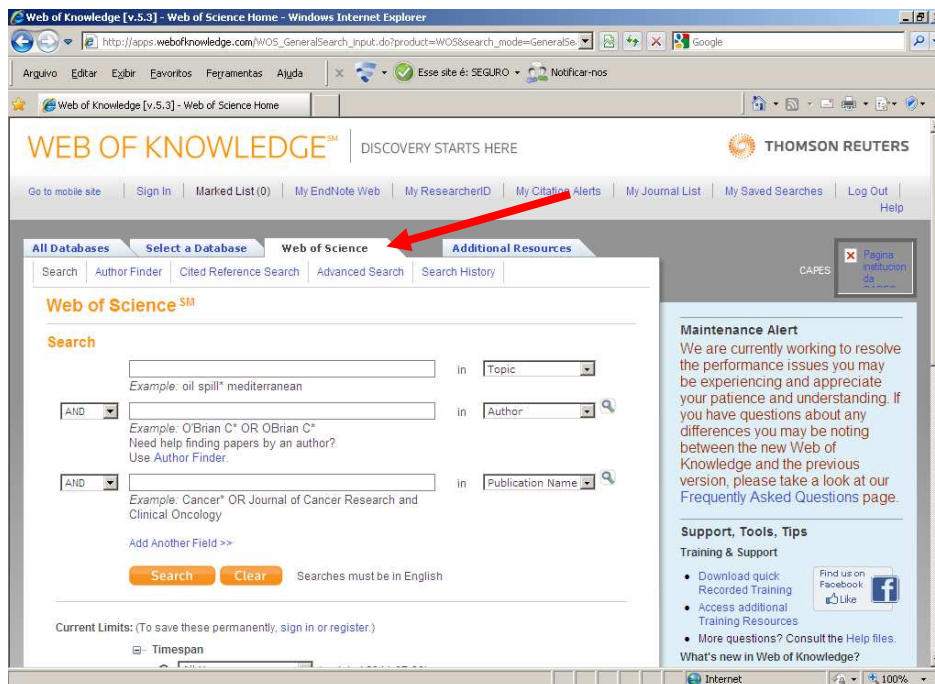 Web of Knowledge [v.5.3] - Web of Science Home - Windows Internet Explorer
http://apps.webofknowledge.com/WOS_GeneralSearch_input.do?product=WOS&search_mode=GeneralSe
Google
Arquivo Editar Exibir Favoritos Ferramentas Ajuda
Esse site é: SEGURO
Notificar-nos
Web of Knowledge [v.5.3] - Web of Science Home
WEB OF KNOWLEDGE SM DISCOVERY STARTS HERE
THOMSON REUTERS
Go to mobile site Sign In Marked List (0) My EndNote Web My ResearcherID My Citation Alerts My Journal List My Saved Searches Log Out
Help
All Databases Select a Database Web of Science Additional Resources
Search Author Finder Cited Reference Search Advanced Search Search History
CAPES
Pagina
institucion
da
Web of Science SM
Search
in Topic
Example: oil spill* mediterranean
AND in Author
Example: O'Brian C* OR OBrian C*
Need help finding papers by an author?
Use Author Finder.
AND in Publication Name
Example: Cancer* OR Journal of Cancer Research and
Clinical Oncology
Add Another Field >>
Search Clear Searches must be in English
Current Limits: (To save these permanently, sign in or register.)
Timespan
Maintenance Alert
We are currently working to resolve
the performance issues you may
be experiencing and appreciate
your patience and understanding. If
you have questions about any
differences you may be noting
between the new Web of
Knowledge and the previous
version, please take a look at our
Frequently Asked Questions page.
Support, Tools, Tips
Training & Support
Download quick
Recorded Training
Access additional
Training Resources
More questions? Consult the Help files.
Find us on
Facebook
Like
What's new in Web of Knowledge?
Internet
100%